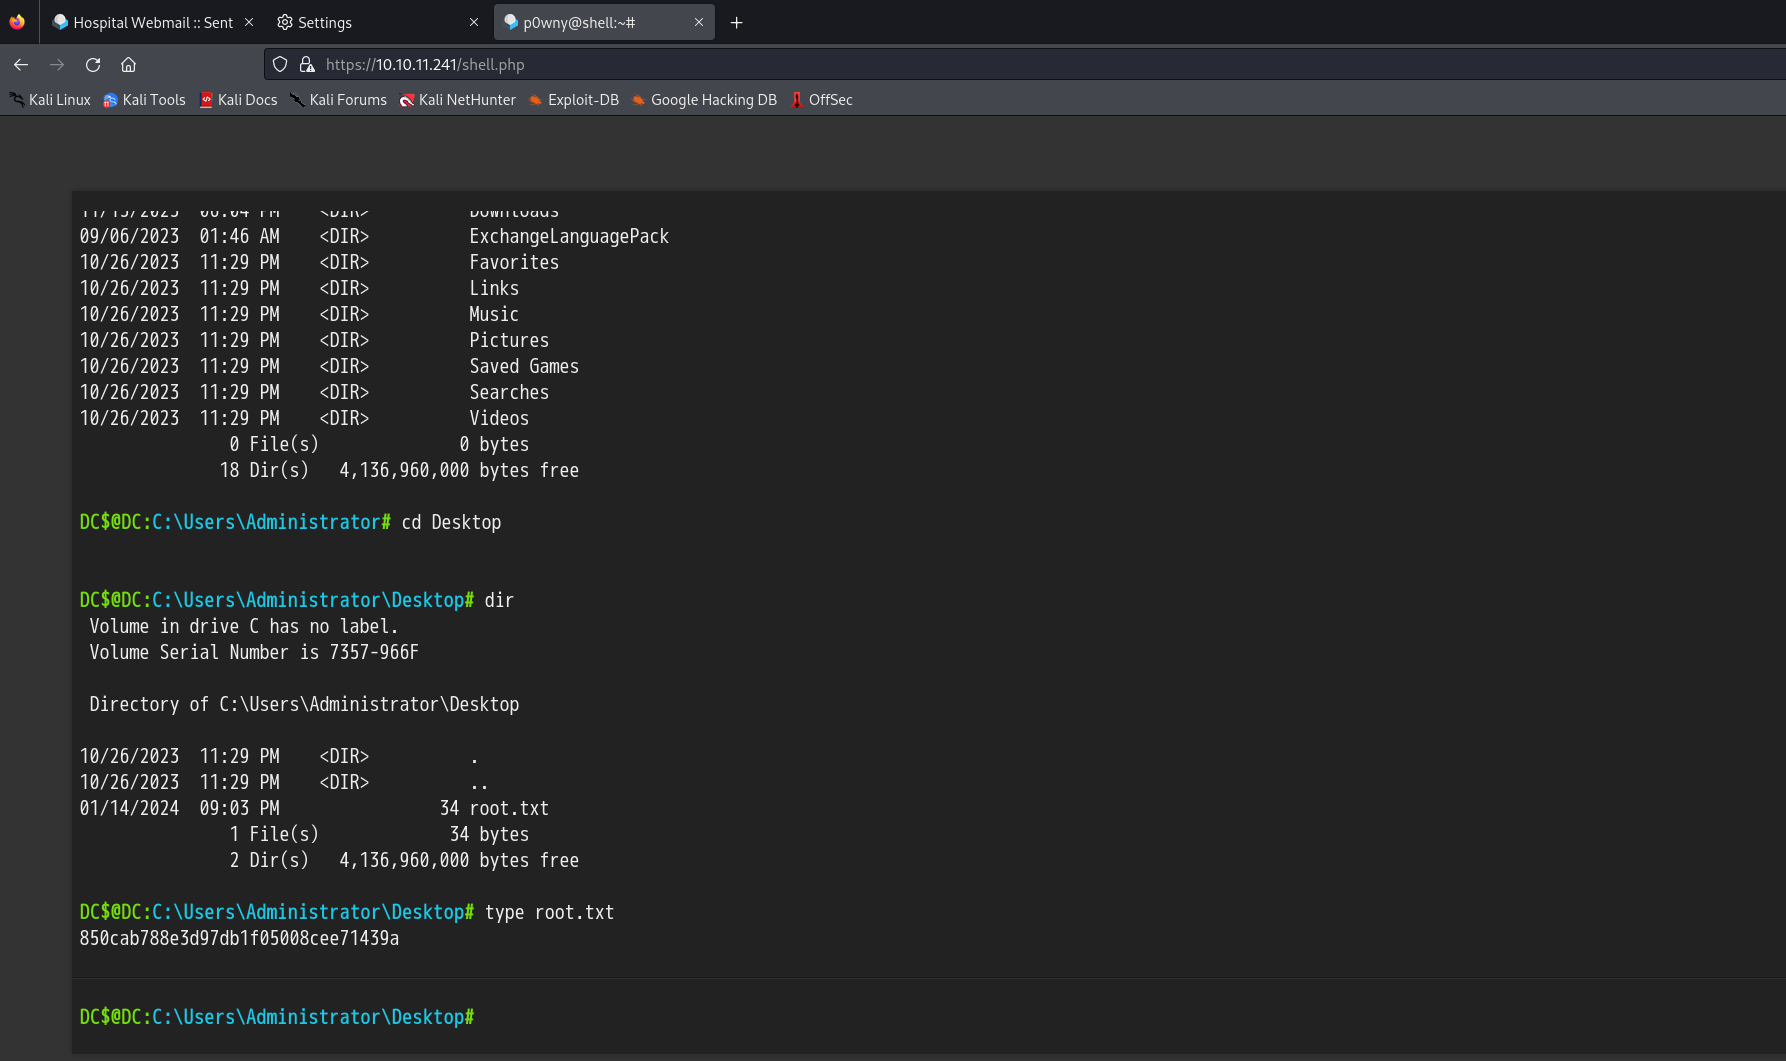 Hospital Webmail :: Sent
Settings
p0wny@shell:~#
https://10.10.11.241/shell.php
Kali Linux Kali Tools Kali Docs Kali Forums Kali NetHunter Exploit-DB Google Hacking DB OffSec
11/13/2023  06:04 PM    <DIR>          Downloads
09/06/2023  01:46 AM    <DIR>          ExchangeLanguagePack
10/26/2023  11:29 PM    <DIR>          Favorites
10/26/2023  11:29 PM    <DIR>          Links
10/26/2023  11:29 PM    <DIR>          Music
10/26/2023  11:29 PM    <DIR>          Pictures
10/26/2023  11:29 PM    <DIR>          Saved Games
10/26/2023  11:29 PM    <DIR>          Searches
10/26/2023  11:29 PM    <DIR>          Videos
               0 File(s)              0 bytes
              18 Dir(s)   4,136,960,000 bytes free
DC$@DC:C:\Users\Administrator# cd Desktop
DC$@DC:C:\Users\Administrator\Desktop# dir
 Volume in drive C has no label.
 Volume Serial Number is 7357-966F
 Directory of C:\Users\Administrator\Desktop
10/26/2023  11:29 PM    <DIR>          .
10/26/2023  11:29 PM    <DIR>          ..
01/14/2024  09:03 PM                34 root.txt
               1 File(s)             34 bytes
               2 Dir(s)   4,136,960,000 bytes free
DC$@DC:C:\Users\Administrator\Desktop# type root.txt
850cab788e3d97db1f05008cee71439a
DC$@DC:C:\Users\Administrator\Desktop#